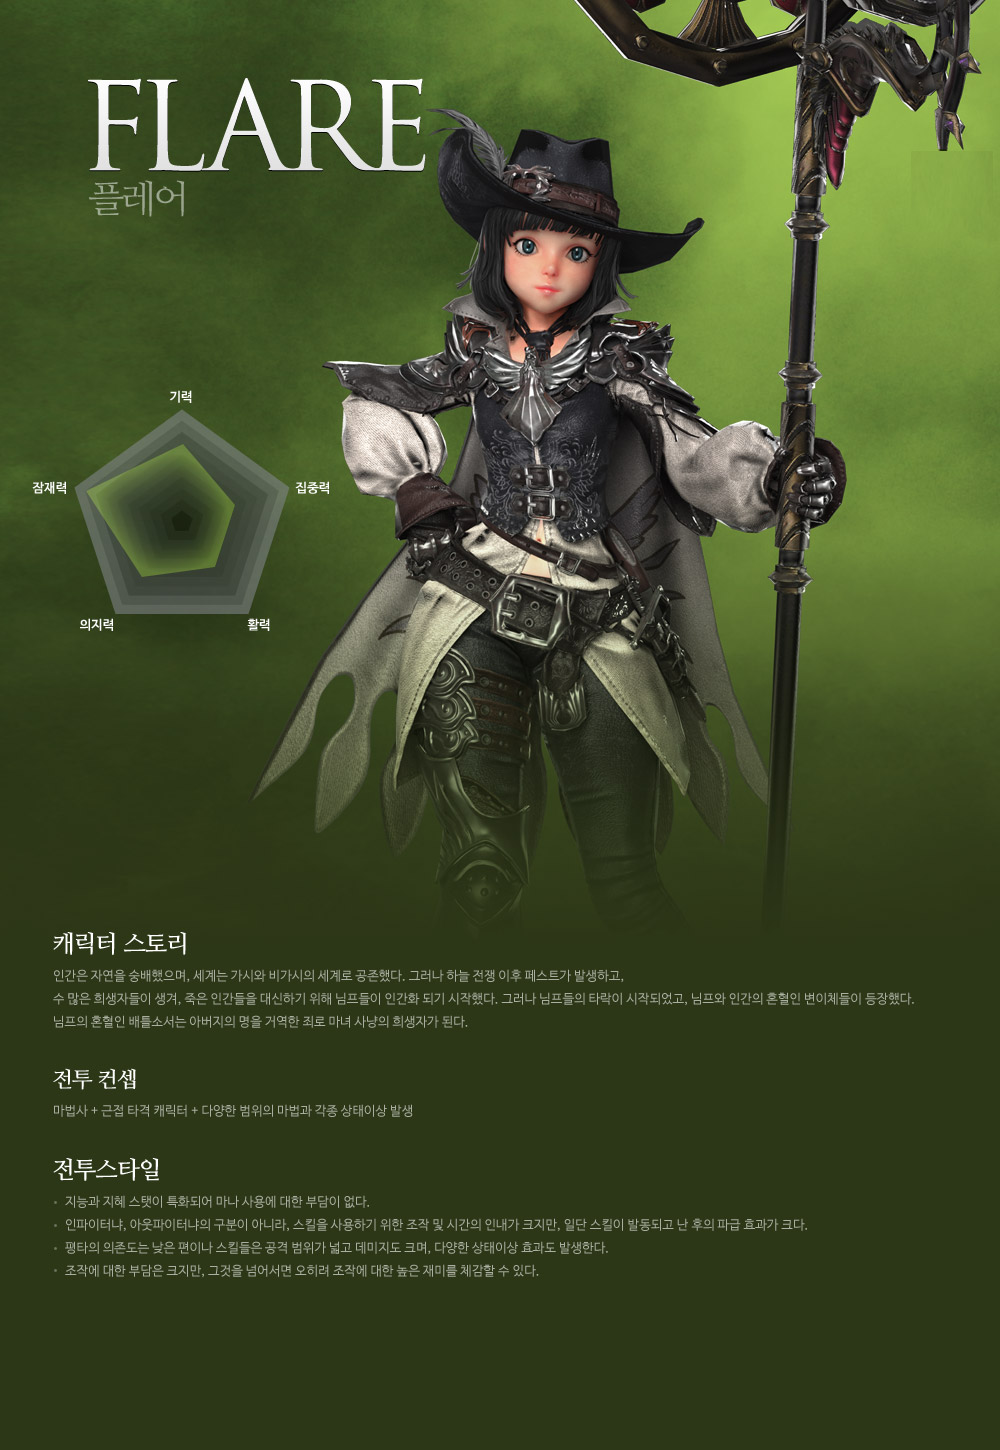 FLARE
플레어
기력
잠재력
집중력
의지력
활력
캐릭터 스토리
인간은 자연을 숭배했으며, 세계는 가시와 비가시의 세계로 공존했다. 그러나 하늘 전쟁 이후 페스트가 발생하고,
수 많은 희생자들이 생겨, 죽은 인간들을 대신하기 위해 님프들이 인간화 되기 시작했다. 그러나 님프들의 타락이 시작되었고, 님프와 인간의 혼혈인 변이체들이 등장했다.
님프의 혼혈인 배틀소서는 아버지의 명을 거역한 죄로 마녀 사냥의 희생자가 된다.
전투 컨셉
마법사 + 근접 타격 캐릭터 + 다양한 범위의 마법과 각종 상태이상 발생
전투스타일
지능과 지혜 스탯이 특화되어 마나 사용에 대한 부담이 없다.
인파이터냐, 아웃파이터냐의 구분이 아니라, 스킬을 사용하기 위한 조작 및 시간의 인내가 크지만, 일단 스킬이 발동되고 난 후의 파급 효과가 크다.
평타의 의존도는 낮은 편이나 스킬들은 공격 범위가 넓고 데미지도 크며, 다양한 상태이상 효과도 발생한다.
조작에 대한 부담은 크지만, 그것을 넘어서면 오히려 조작에 대한 높은 재미를 체감할 수 있다.